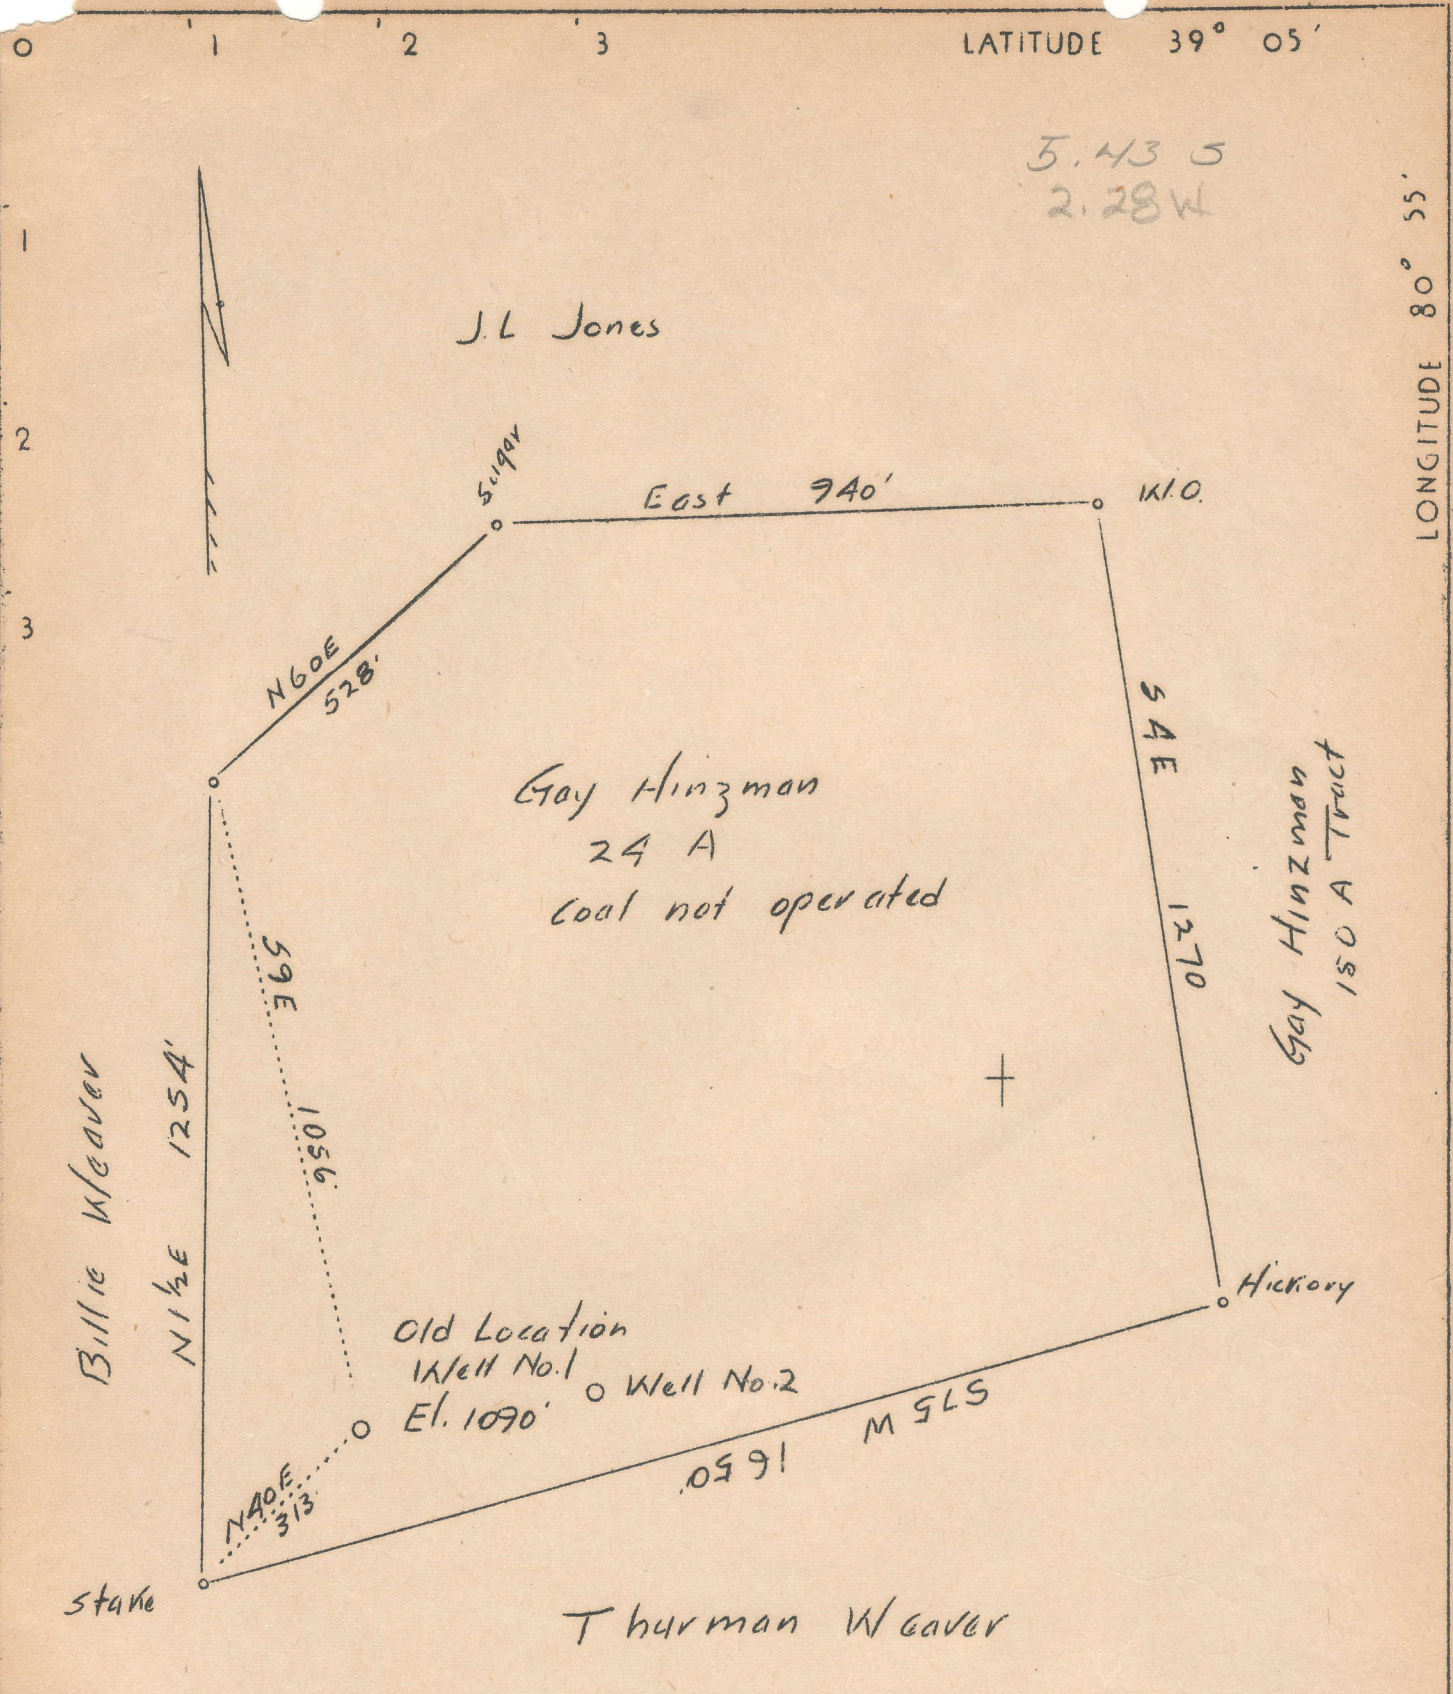 0 1 2 3 LATITUDE 39° 05'
5.43 S
2.28 W
1
2
3
LONGITUDE 80° 55'
J.L Jones
Sugar
East 940'
W.O.
N60E
528'
S4E
1270
Gay Hinzman
24 A
Coal not operated
Gay Hinzman
150 A Tract
S6E
1056'
Billie Weaver
N1½E 1254'
Hickory
Old Location
Well No.1
El. 1090'
Well No.2
S75W
1650'
N40E
313
Stake
Thurman Weaver